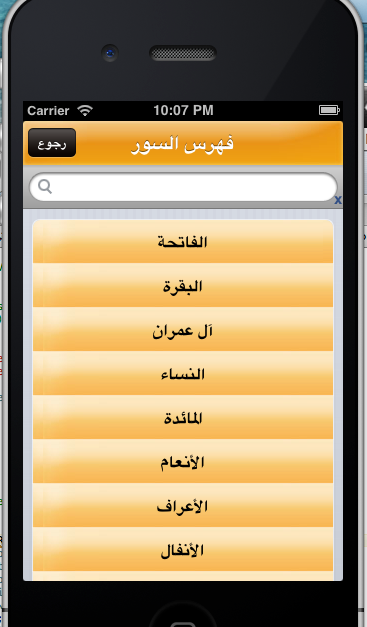 Carrier 10:07 PM
فهرس السور
رجوع
x
الفاتحة
البقرة
آل عمران
النساء
المائدة
الأنعام
الأعراف
الأنفال